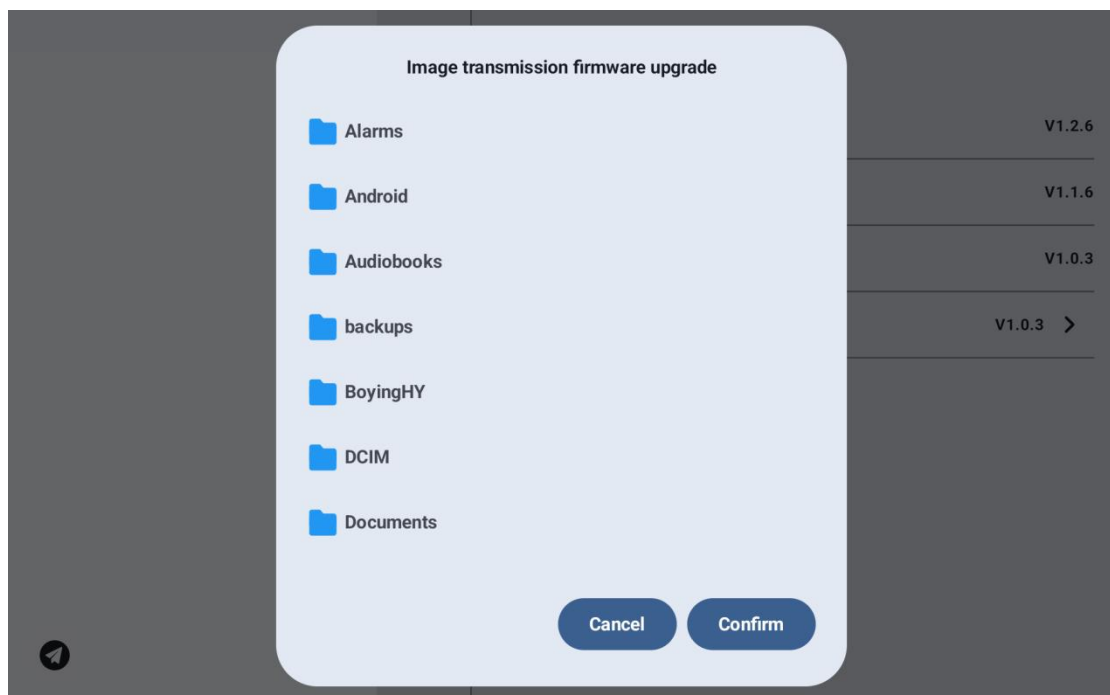 Image transmission firmware upgrade
Alarms
V1.2.6
Android
V1.1.6
Audiobooks
V1.0.3
backups
V1.0.3
BoyingHY
DCIM
Documents
Cancel
Confirm